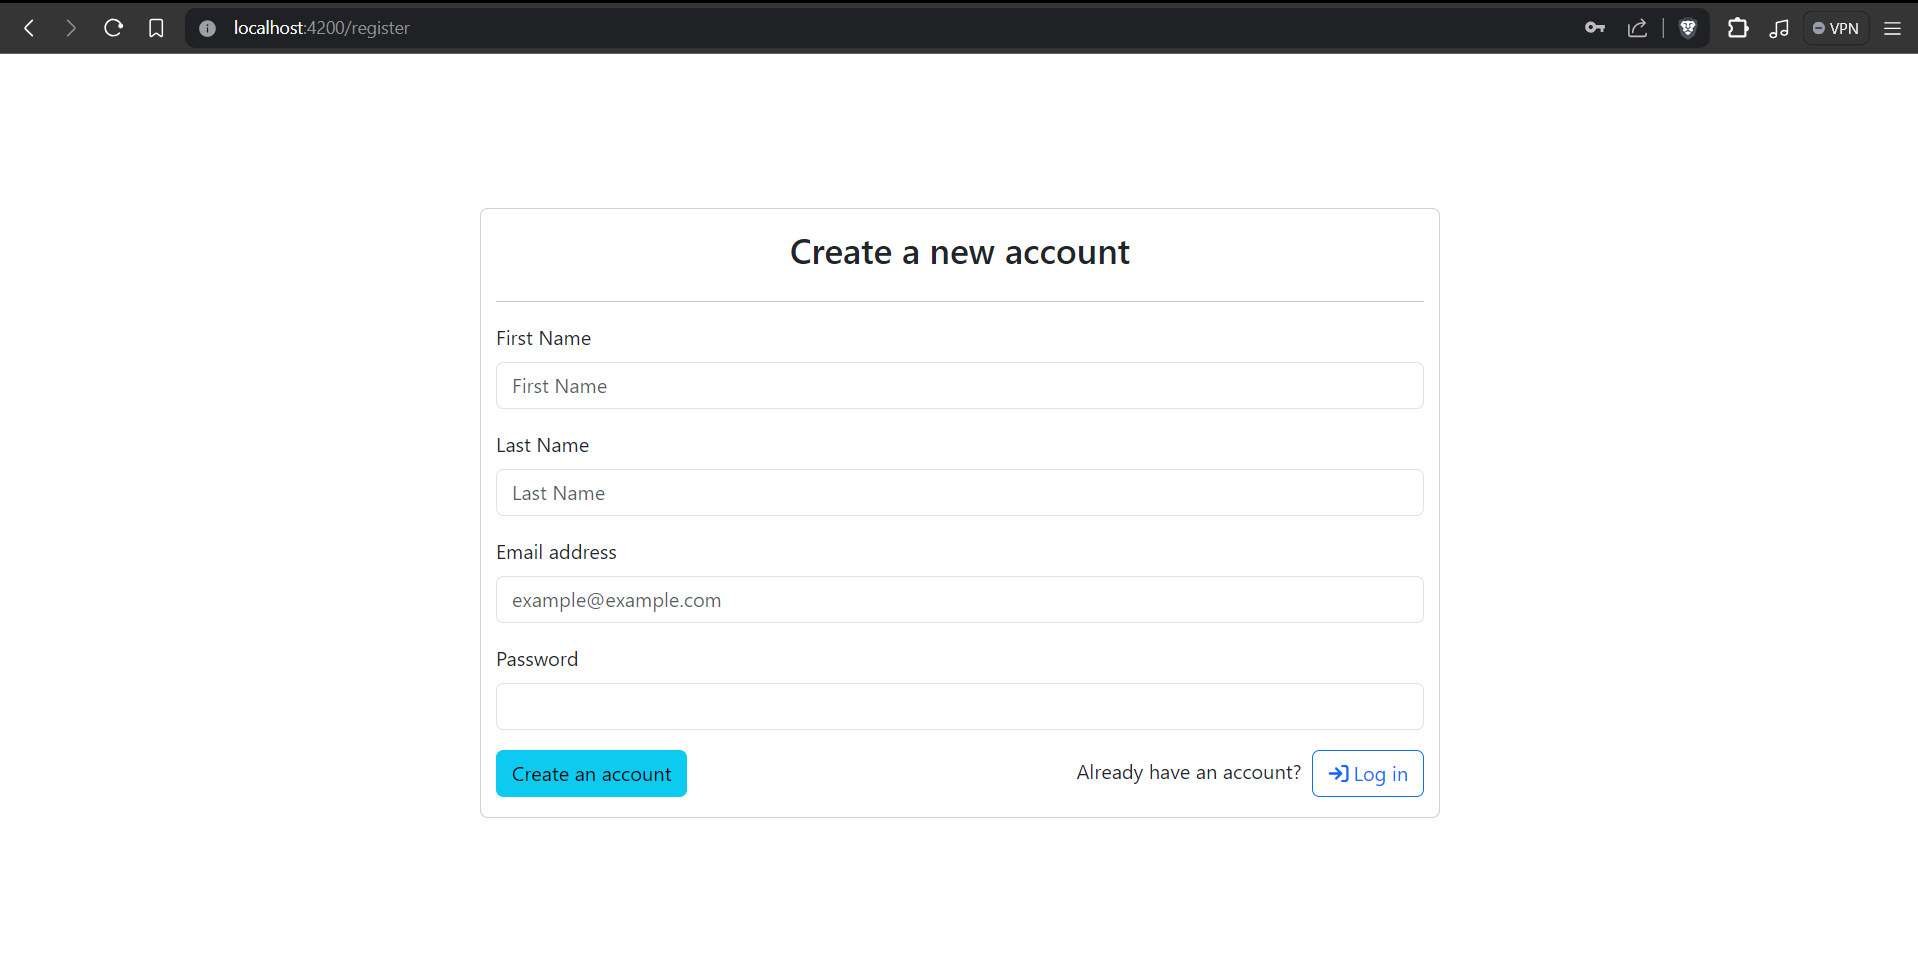 localhost:4200/register
VPN
Create a new account
First Name
First Name
Last Name
Last Name
Email address
example@example.com
Password
Create an account
Already have an account? Log in